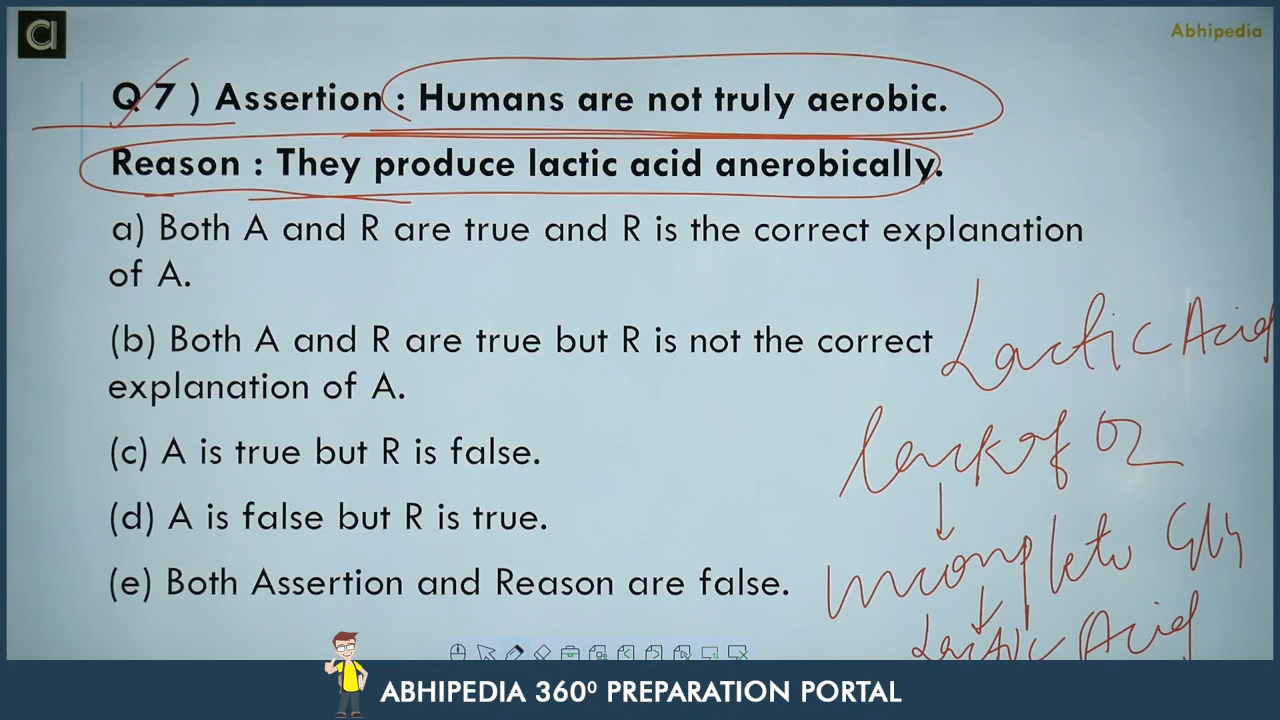 Abhipedia
Q 7 ) Assertion : Humans are not truly aerobic.
Reason : They produce lactic acid anerobically.
a) Both A and R are true and R is the correct explanation
of A.
(b) Both A and R are true but R is not the correct
explanation of A.
Lactic Acid
lack of O2
(c) A is true but R is false.
(d) A is false but R is true.
incomplete Gly
(e) Both Assertion and Reason are false.
Lactic Acid
ABHIPEDIA 360⁰ PREPARATION PORTAL